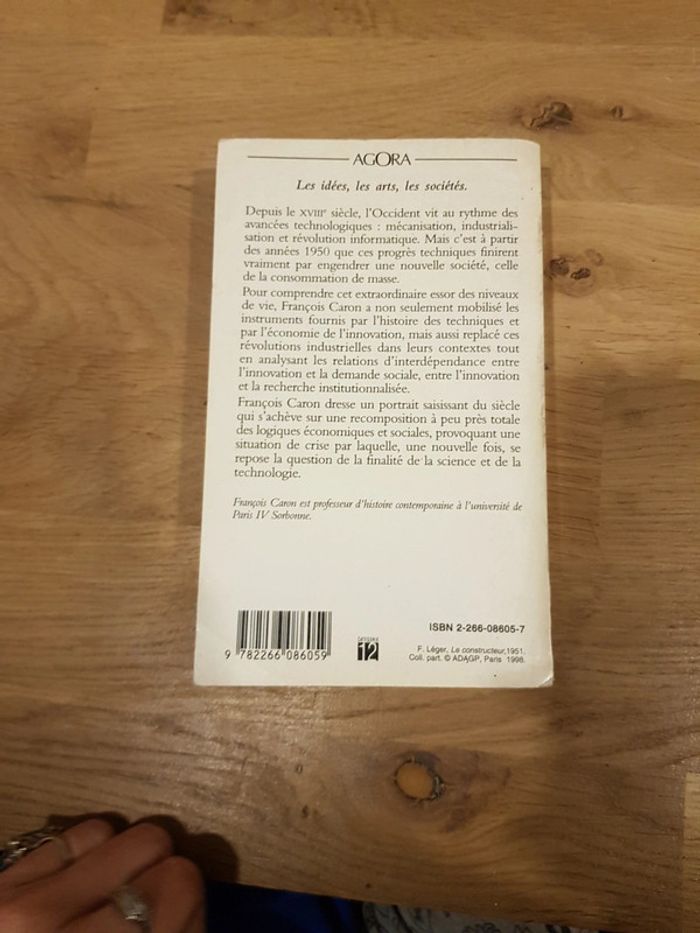 AGORA
Les idées, les arts, les sociétés.
Depuis le XVIIIe siècle, l'Occident vit au rythme des
avancées technologiques : mécanisation, industriali-
sation et révolution informatique. Mais c'est à partir
des années 1950 que ces progrès techniques finirent
vraiment par engendrer une nouvelle société, celle
de la consommation de masse.
Pour comprendre cet extraordinaire essor des niveaux
de vie, François Caron a non seulement mobilisé les
instruments fournis par l'histoire des techniques et
par l'économie de l'innovation, mais aussi replacé ces
révolutions industrielles dans leurs contextes tout
en analysant les relations d'interdépendance entre
l'innovation et la demande sociale, entre l'innovation
et la recherche institutionnalisée.
François Caron dresse un portrait saisissant du siècle
qui s'achève sur une recomposition à peu près totale
des logiques économiques et sociales, provoquant une
situation de crise par laquelle, une nouvelle fois, se
repose la question de la finalité de la science et de la
technologie.
François Caron est professeur d'histoire contemporaine à l'université de
Paris IV Sorbonne.
ISBN 2-266-08605-7
9 782266 086059
12
F. Léger, Le constructeur, 1951.
Coll. part. © ADAGP, Paris 1998.